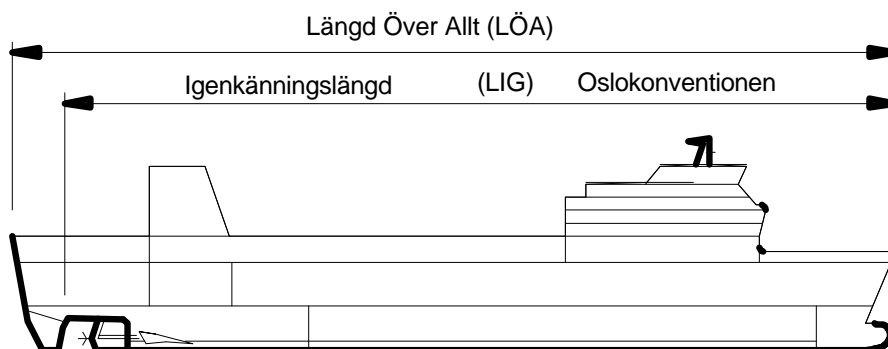 Längd Över Allt (LÖA)
Igenkänningslängd (LIG) Oslokonventionen